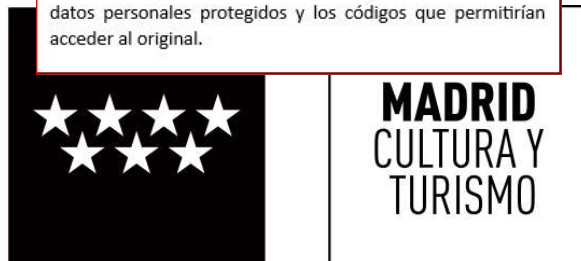 datos personales protegidos y los códigos que permitirían
acceder al original.
MADRID
CULTURA Y
TURISMO